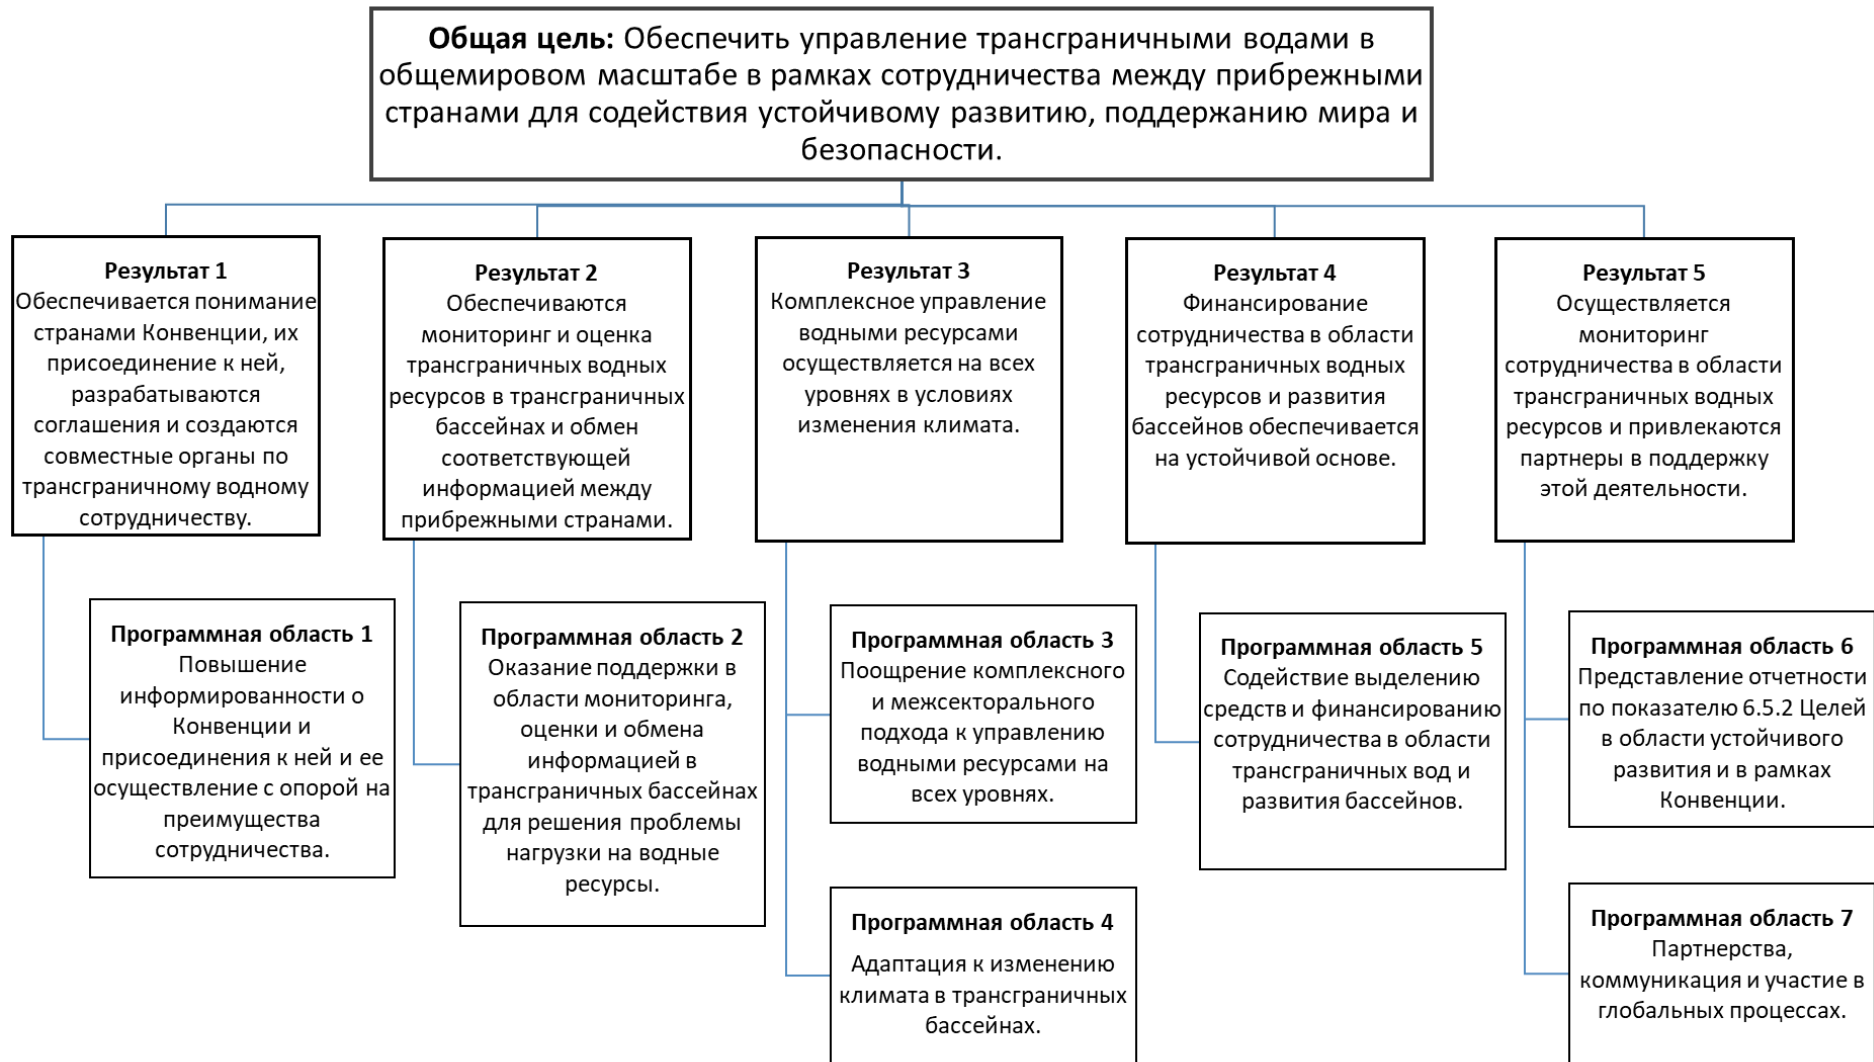 Общая цель: Обеспечить управление трансграничными водами в
общемировом масштабе в рамках сотрудничества между прибрежными
странами для содействия устойчивому развитию, поддержанию мира и
безопасности.
Результат 1
Обеспечивается понимание
странами Конвенции, их
присоединение к ней,
разрабатываются
соглашения и создаются
совместные органы по
трансграничному водному
сотрудничеству.
Результат 2
Обеспечиваются
мониторинг и оценка
трансграничных водных
ресурсов в трансграничных
бассейнах и обмен
соответствующей
информацией между
прибрежными странами.
Результат 3
Комплексное управление
водными ресурсами
осуществляется на всех
уровнях в условиях
изменения климата.
Результат 4
Финансирование
сотрудничества в области
трансграничных водных
ресурсов и развития
бассейнов обеспечивается
на устойчивой основе.
Результат 5
Осуществляется
мониторинг
сотрудничества в области
трансграничных водных
ресурсов и привлекаются
партнеры в поддержку
этой деятельности.
Программная область 1
Повышение
информированности о
Конвенции и
присоединения к ней и ее
осуществление с опорой на
преимущества
сотрудничества.
Программная область 2
Оказание поддержки в
области мониторинга,
оценки и обмена
информацией в
трансграничных бассейнах
для решения проблемы
нагрузки на водные
ресурсы.
Программная область 3
Поощрение комплексного
и межсекторального
подхода к управлению
водными ресурсами на
всех уровнях.
Программная область 4
Адаптация к изменению
климата в трансграничных
бассейнах.
Программная область 5
Содействие выделению
средств и финансированию
сотрудничества в области
трансграничных вод и
развития бассейнов.
Программная область 6
Представление отчетности
по показателю 6.5.2 Целей
в области устойчивого
развития и в рамках
Конвенции.
Программная область 7
Партнерства,
коммуникация и участие в
глобальных процессах.